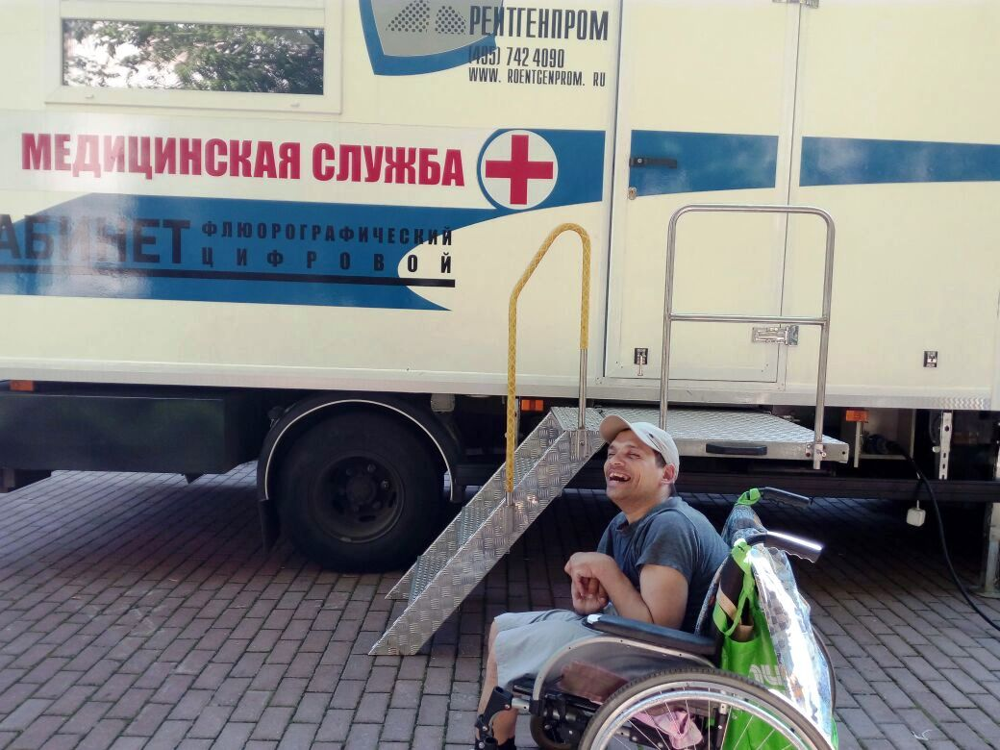 РЕНТГЕНПРОМ
(495) 742 4090
WWW. ROENTGENPROM. RU
МЕДИЦИНСКАЯ СЛУЖБА
АБИНЕТ ФЛЮОРОГРАФИЧЕСКИЙ
ЦИФРОВОЙ